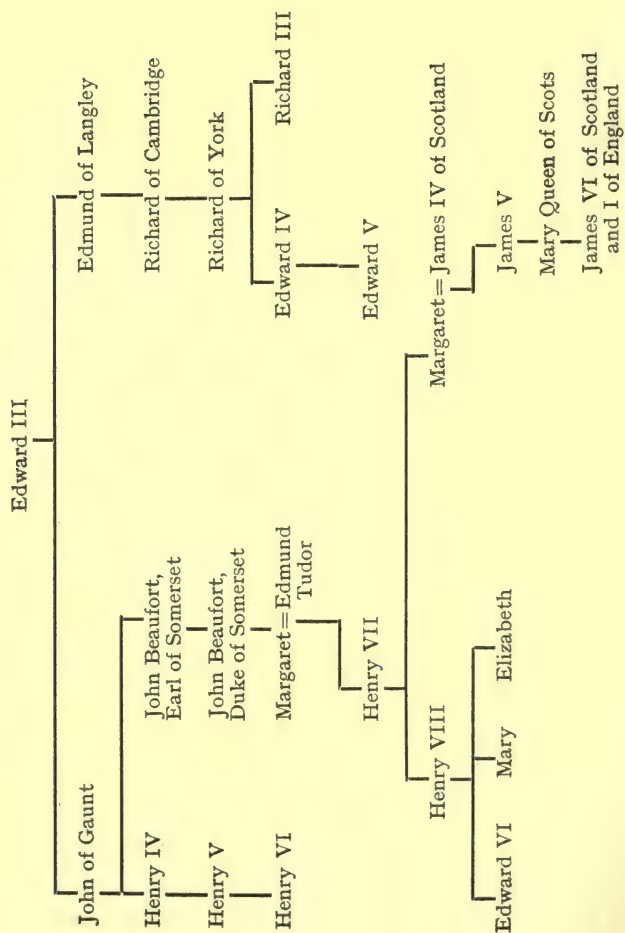 Edward III
John of Gaunt
Edmund of Langley
Henry IV
John Beaufort,
Earl of Somerset
Richard of Cambridge
Henry V
John Beaufort,
Duke of Somerset
Richard of York
Henry VI
Margaret=Edmund
Tudor
Edward IV
Richard III
Henry VII
Edward V
Henry VIII
Margaret=James IV of Scotland
Edward VI
Mary
Elizabeth
James V
Mary Queen of Scots
James VI of Scotland
and I of England